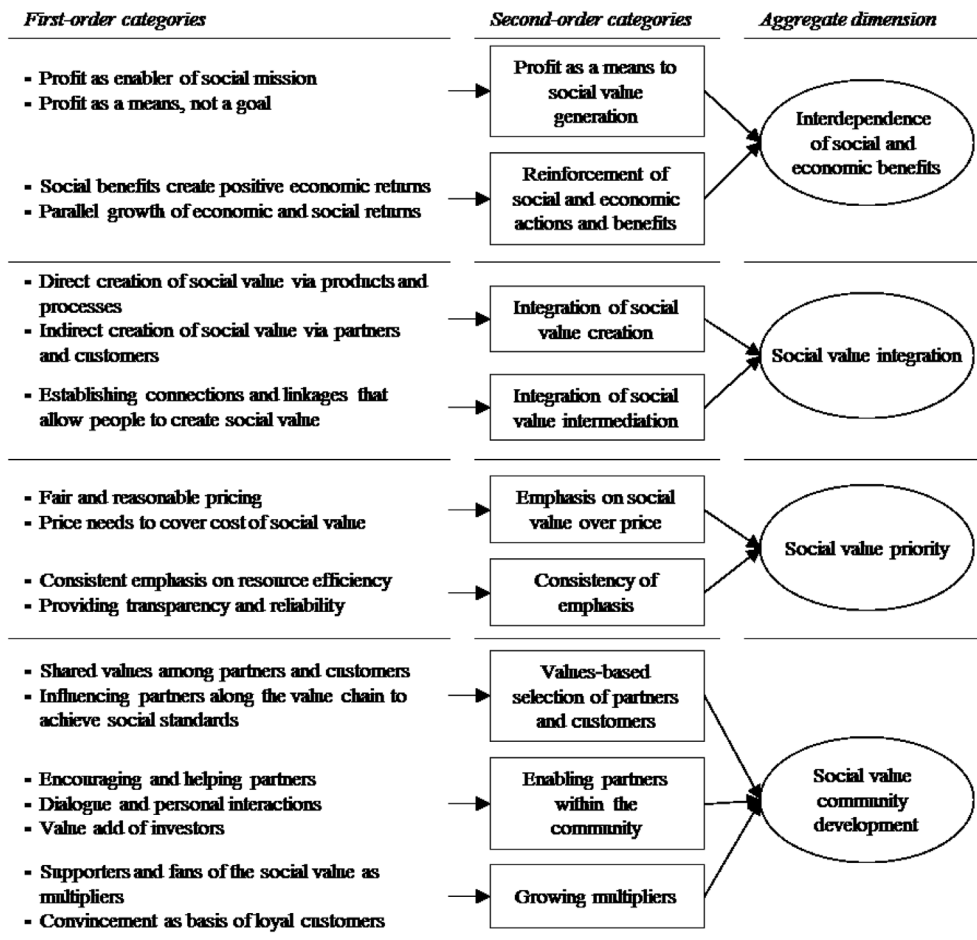 First-order categories
Second-order categories
Aggregate dimension
- Profit as enabler of social mission
- Profit as a means, not a goal
Profit as a means to
social value
generation
- Social benefits create positive economic returns
- Parallel growth of economic and social returns
Reinforcement of
social and economic
actions and benefits
Interdependence
of social and
economic benefits
- Direct creation of social value via products and
processes
- Indirect creation of social value via partners
and customers
Integration of social
value creation
- Establishing connections and linkages that
allow people to create social value
Integration of social
value intermediation
Social value integration
- Fair and reasonable pricing
- Price needs to cover cost of social value
Emphasis on social
value over price
- Consistent emphasis on resource efficiency
- Providing transparency and reliability
Consistency of
emphasis
Social value priority
- Shared values among partners and customers
- Influencing partners along the value chain to
achieve social standards
Values-based
selection of partners
and customers
- Encouraging and helping partners
- Dialogue and personal interactions
- Value add of investors
Enabling partners
within the
community
- Supporters and fans of the social value as
multipliers
- Convincement as basis of loyal customers
Growing multipliers
Social value
community
development